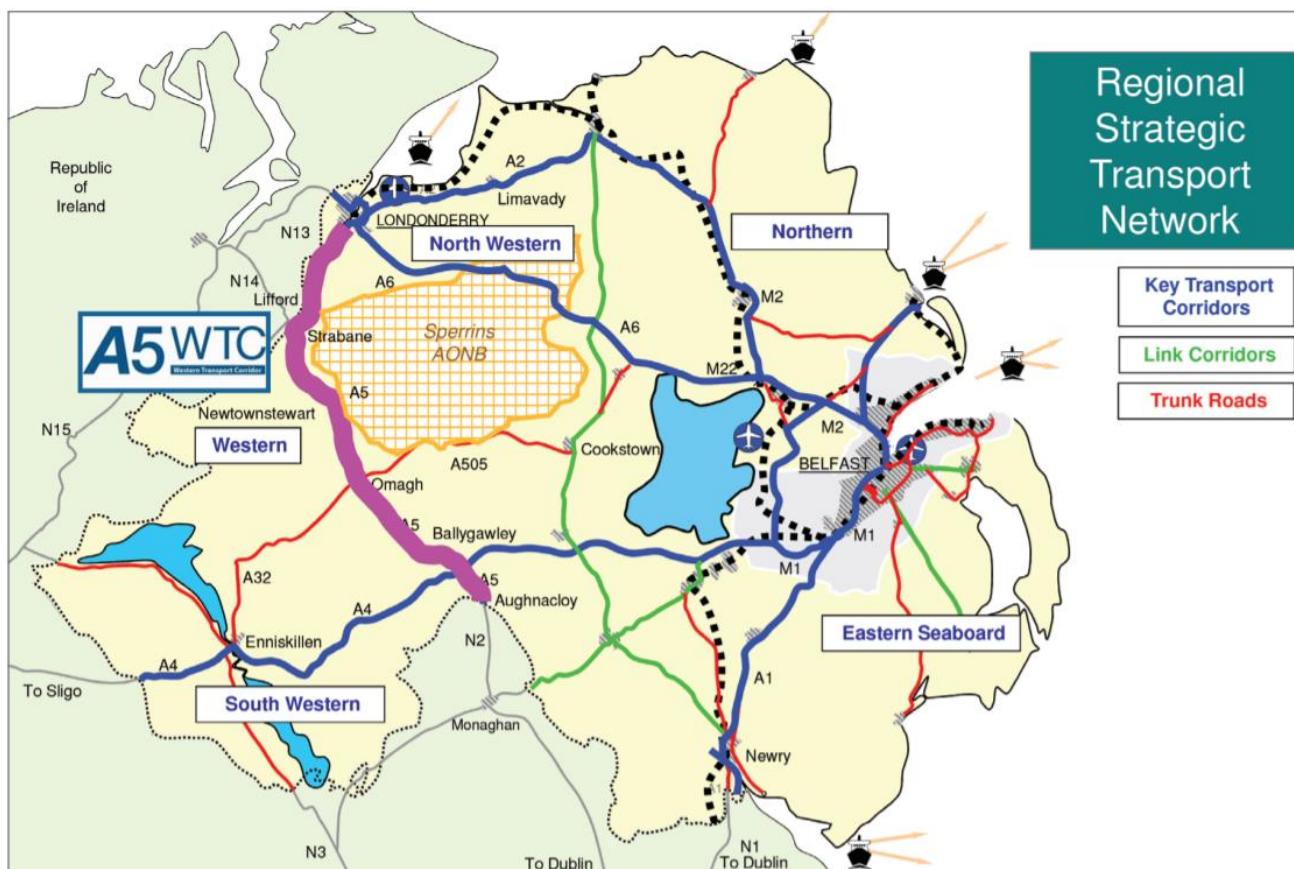 Regional
Strategic
Transport
Network
Key Transport
Corridors
Link Corridors
Trunk Roads
Republic
of
Ireland
A2
Limavady
LONDONDERRY
North Western
Northern
N13
N14
A6
Lifford
M2
A5 WTC
Western Transport Corridor
Strabane
Sperrins
AONB
A6
M22
A5
Newtownstewart
N15
Western
M2
Cookstown
BELFAST
A505
Omagh
A5
Ballygawley
M1
M1
A32
A5
Aughnacloy
A4
N2
Enniskillen
Eastern Seaboard
A4
To Sligo
South Western
A1
Monaghan
Newry
A1
N3
To Dublin
N1
To Dublin